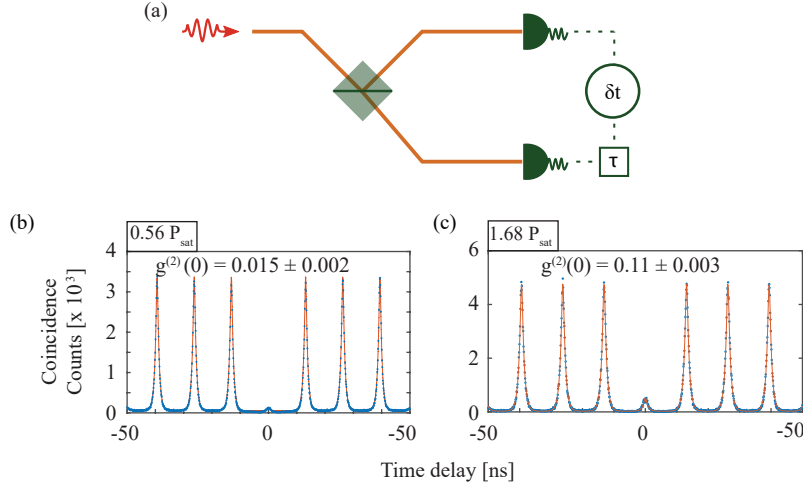 (a)
δt
τ
(b)
0.56 P_sat
g⁽²⁾(0) = 0.015 ± 0.002
Coincidence
Counts [x 10³]
4
3
2
1
0
-50
0
-50
(c)
1.68 P_sat
g⁽²⁾(0) = 0.11 ± 0.003
6
4
2
0
-50
0
-50
Time delay [ns]